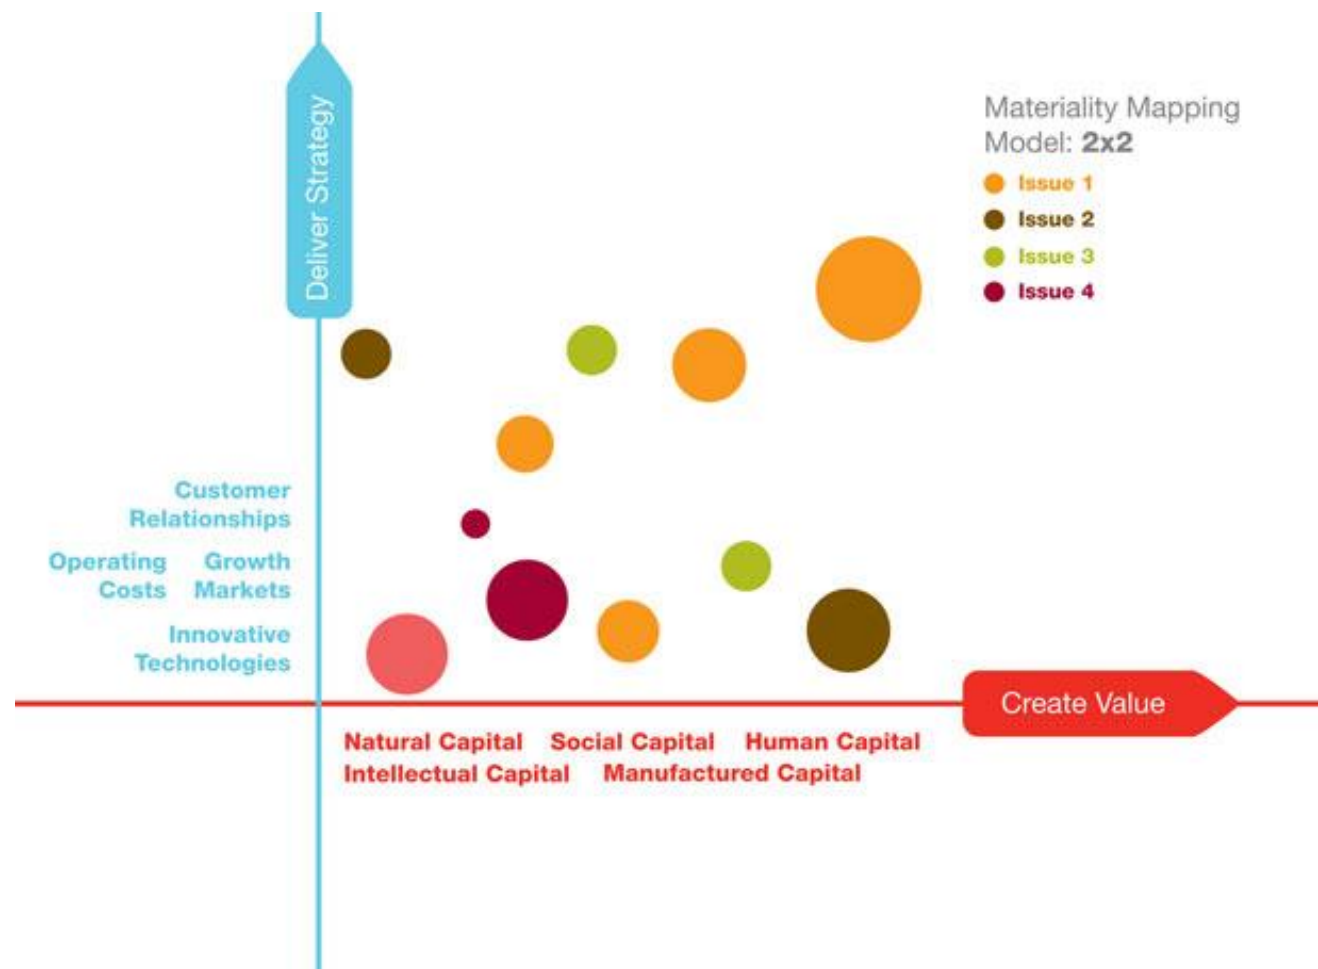 Deliver Strategy
Materiality Mapping
Model: 2x2
Issue 1
Issue 2
Issue 3
Issue 4
Customer
Relationships
Operating Growth
Costs Markets
Innovative
Technologies
Create Value
Natural Capital Social Capital Human Capital
Intellectual Capital Manufactured Capital